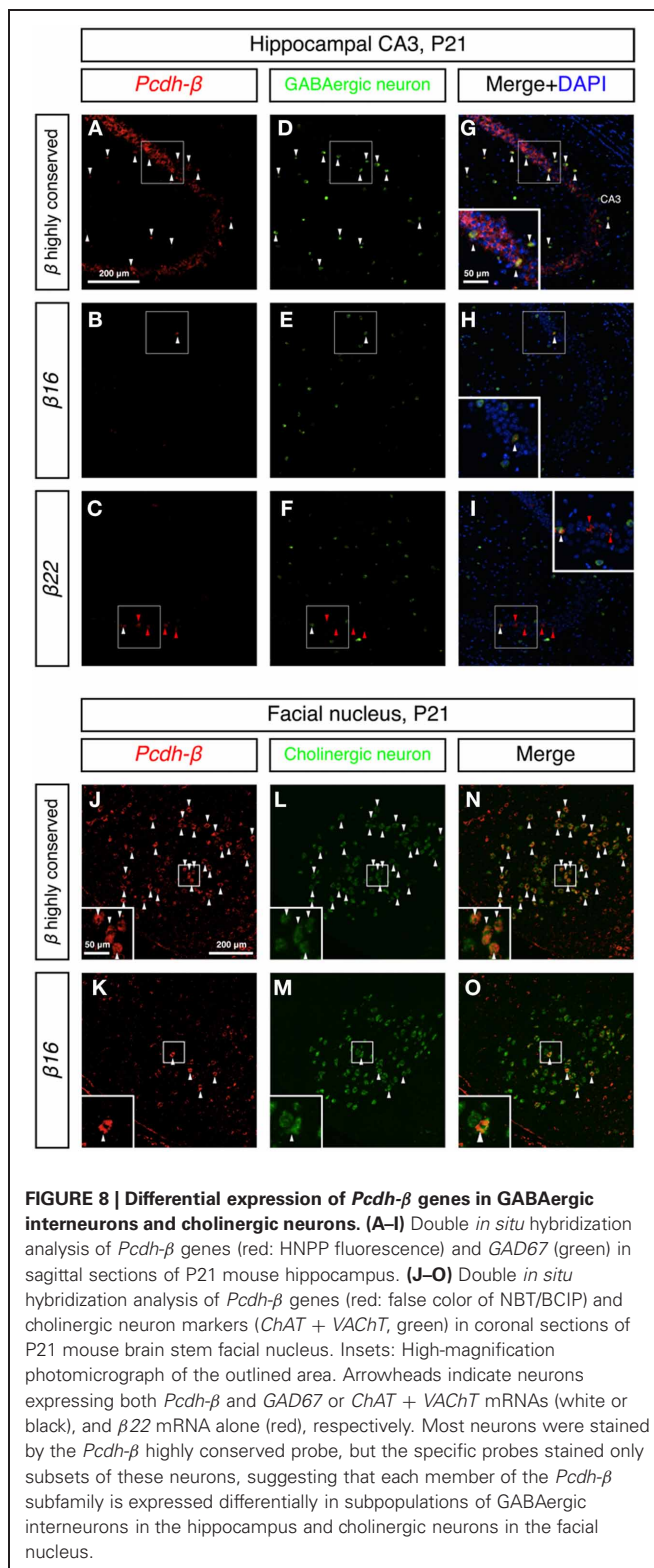 Hippocampal CA3, P21
Pcdh-β
GABAergic neuron
Merge+DAPI
β highly conserved
A
D
G
CA3
200 µm
50 µm
β16
B
E
H
β22
C
F
I
Facial nucleus, P21
Pcdh-β
Cholinergic neuron
Merge
β highly conserved
J
L
N
50 µm
200 µm
β16
K
M
O
FIGURE 8 | Differential expression of Pcdh-β genes in GABAergic
interneurons and cholinergic neurons. (A–I) Double in situ hybridization
analysis of Pcdh-β genes (red: HNPP fluorescence) and GAD67 (green) in
sagittal sections of P21 mouse hippocampus. (J–O) Double in situ
hybridization analysis of Pcdh-β genes (red: false color of NBT/BCIP) and
cholinergic neuron markers (ChAT + VAChT, green) in coronal sections of
P21 mouse brain stem facial nucleus. Insets: High-magnification
photomicrograph of the outlined area. Arrowheads indicate neurons
expressing both Pcdh-β and GAD67 or ChAT + VAChT mRNAs (white or
black), and β22 mRNA alone (red), respectively. Most neurons were stained
by the Pcdh-β highly conserved probe, but the specific probes stained only
subsets of these neurons, suggesting that each member of the Pcdh-β
subfamily is expressed differentially in subpopulations of GABAergic
interneurons in the hippocampus and cholinergic neurons in the facial
nucleus.